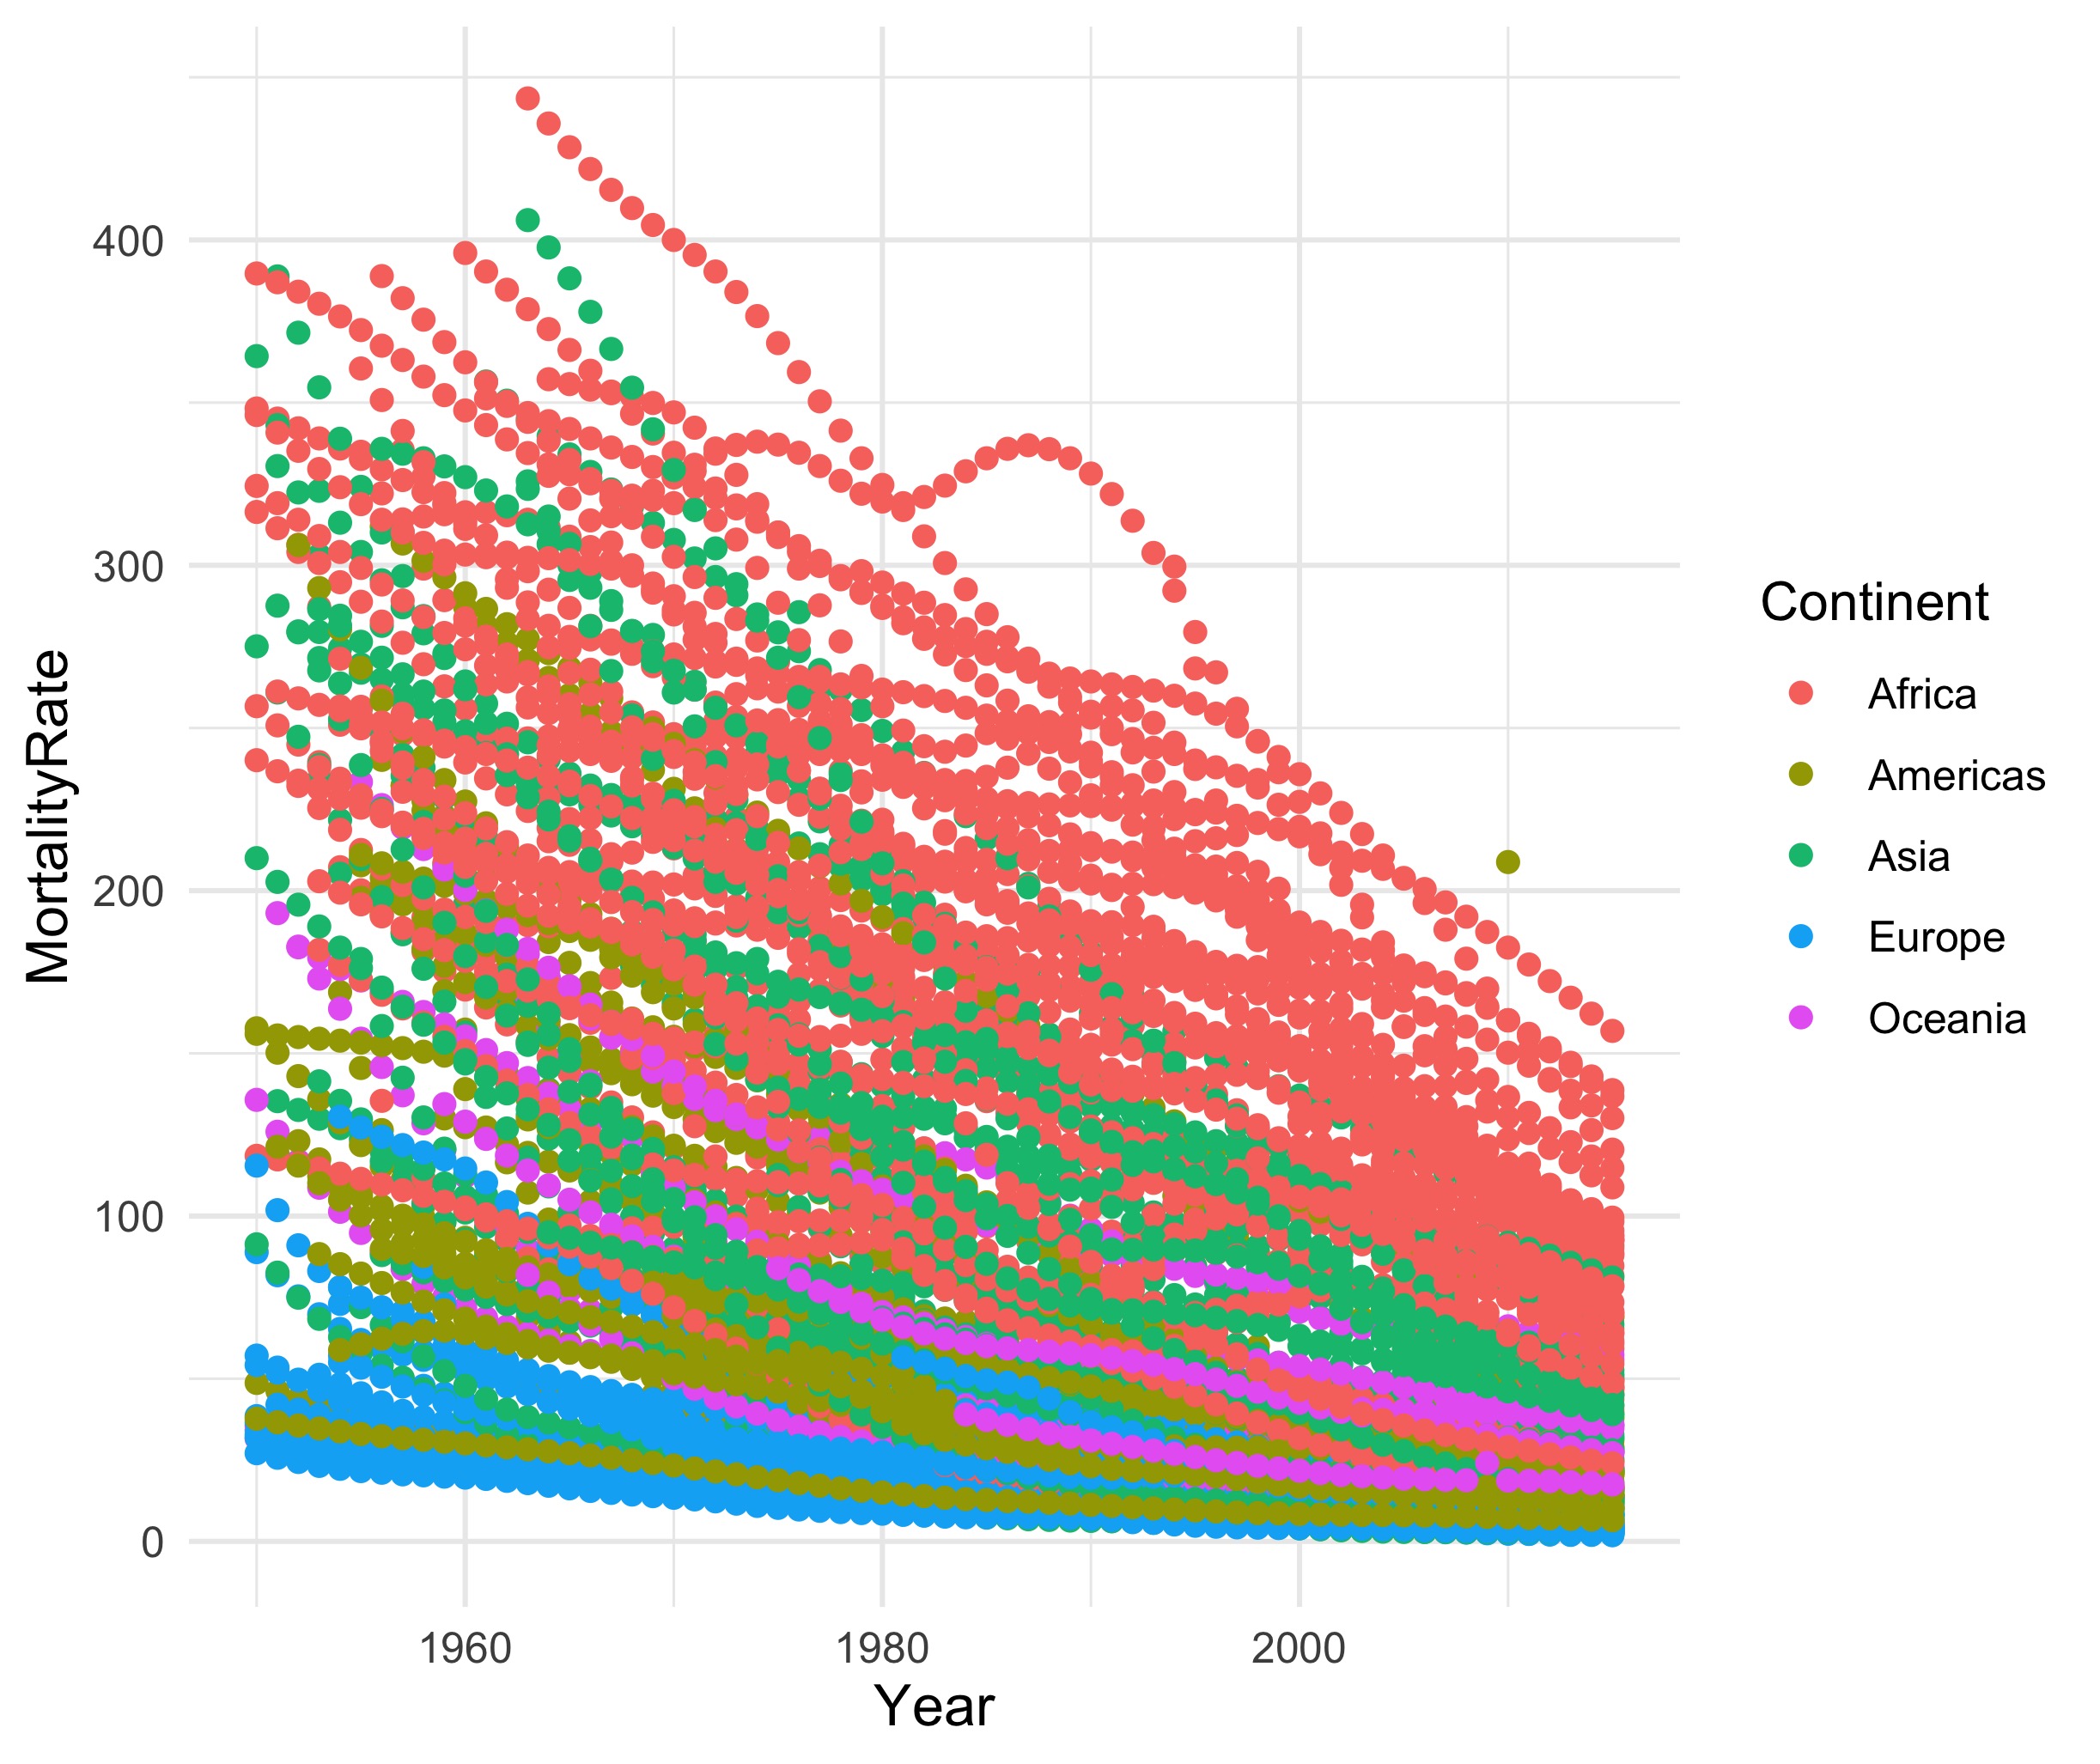 400
300
200
100
0
MortalityRate
1960
1980
2000
Year
Continent
Africa
Americas
Asia
Europe
Oceania